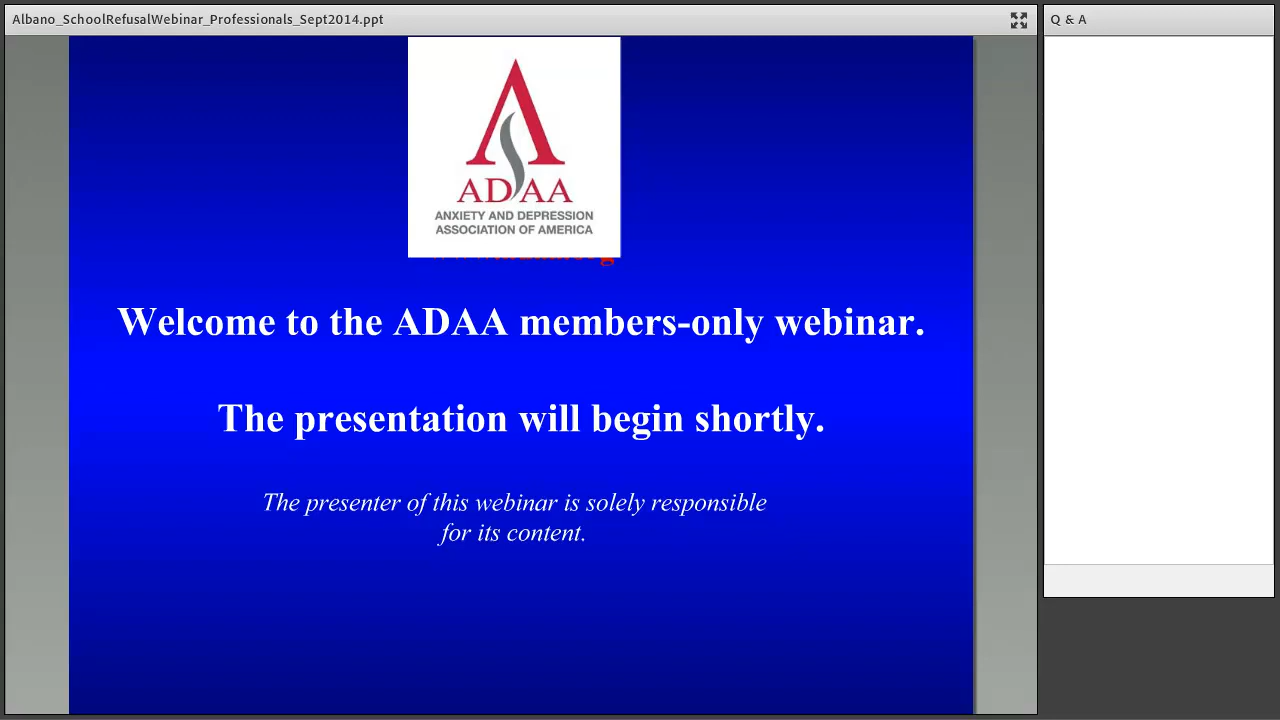 Albano_SchoolRefusalWebinar_Professionals_Sept2014.ppt
Q & A
ADAA
ANXIETY AND DEPRESSION
ASSOCIATION OF AMERICA
Welcome to the ADAA members-only webinar.
The presentation will begin shortly.
The presenter of this webinar is solely responsible
for its content.